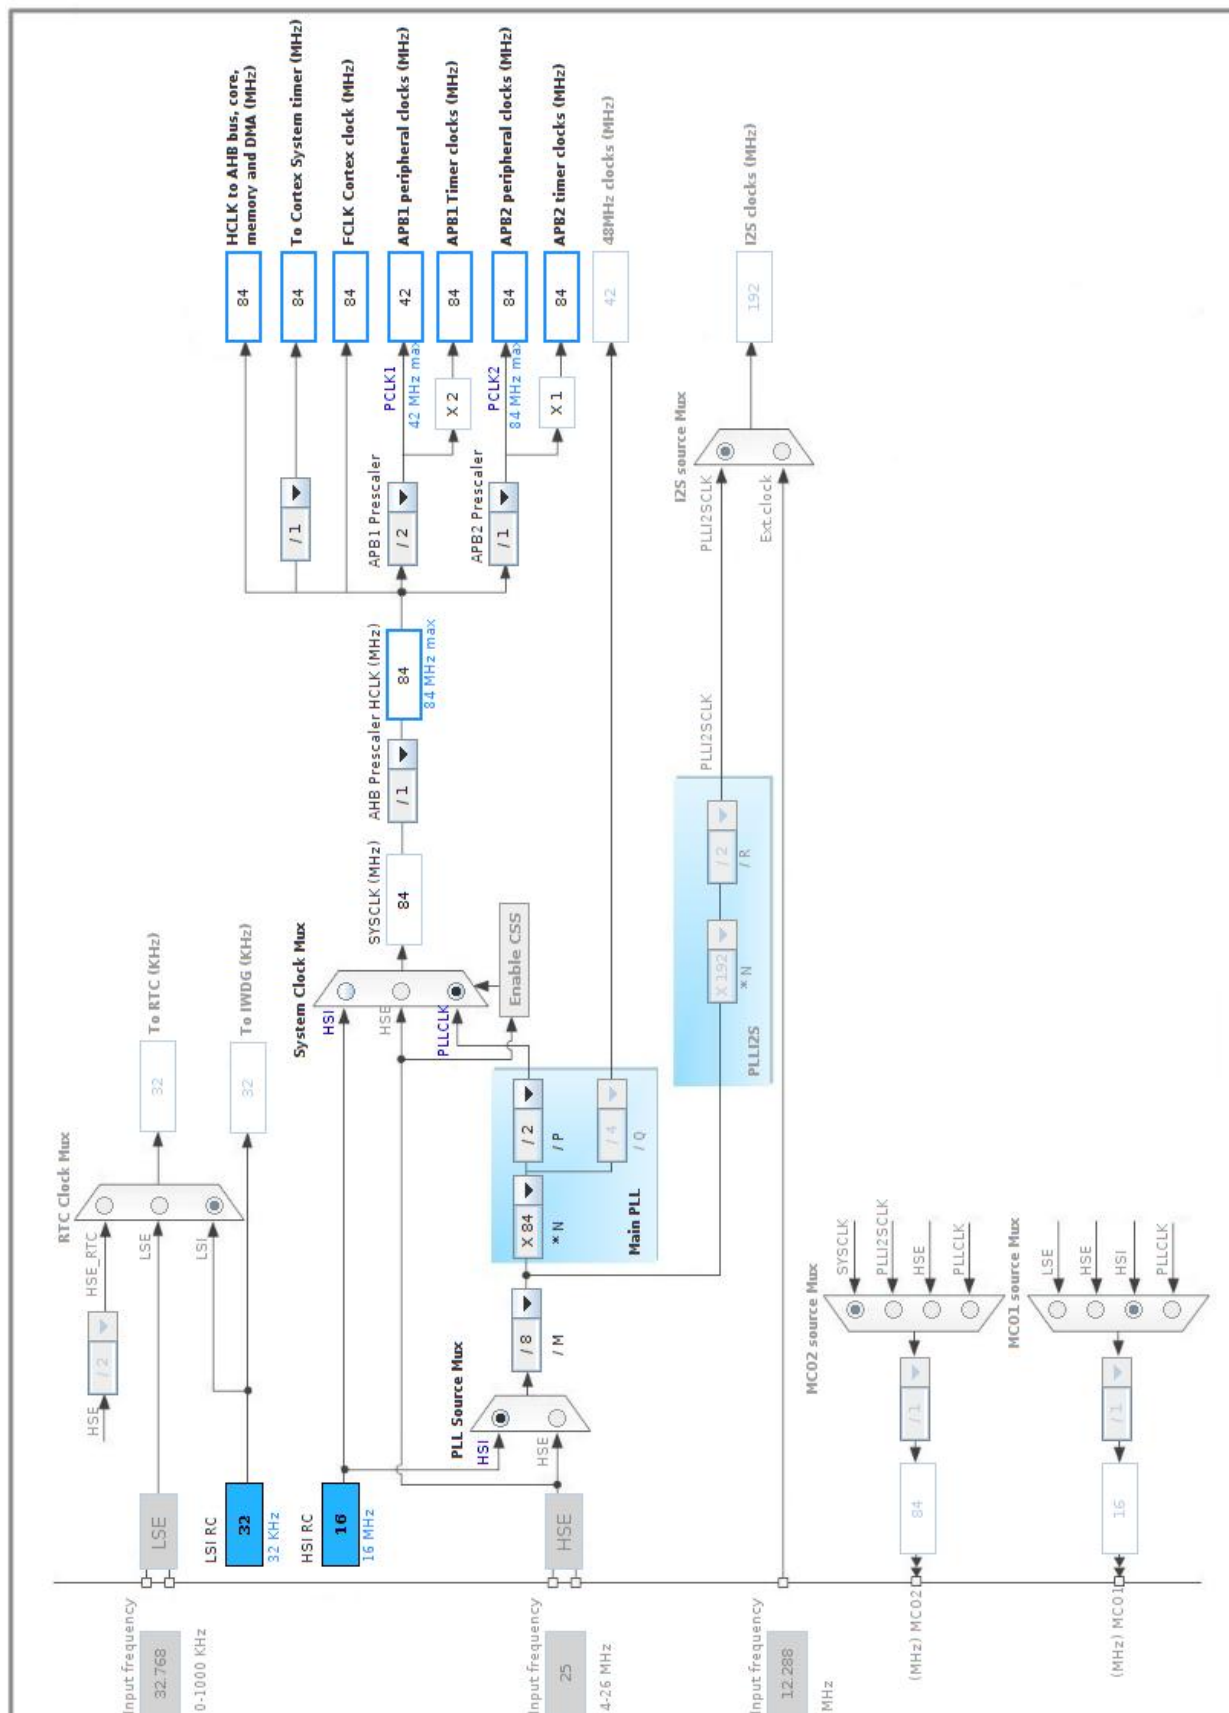 Input frequency
32.768
0-1000 KHz
LSE
LSI RC
32
32 KHz
HSI RC
16
16 MHz
Input frequency
25
4-26 MHz
HSE
Input frequency
12.288
MHz
HSE
/ 2
HSE_RTC
LSE
LSI
RTC Clock Mux
32
To RTC (KHz)
32
To IWDG (KHz)
PLL Source Mux
HSI
HSE
/ 8
/ M
X 84
* N
/ 2
/ P
/ 4
/ Q
Main PLL
System Clock Mux
HSI
HSE
PLLCLK
Enable CSS
SYSCLK (MHz)
84
AHB Prescaler
/ 1
HCLK (MHz)
84
84 MHz max
/ 1
APB1 Prescaler
/ 2
PCLK1
42 MHz max
X 2
APB2 Prescaler
/ 1
PCLK2
84 MHz max
X 1
84
HCLK to AHB bus, core,
memory and DMA (MHz)
84
To Cortex System timer (MHz)
84
FCLK Cortex clock (MHz)
42
APB1 peripheral clocks (MHz)
84
APB1 Timer clocks (MHz)
84
APB2 peripheral clocks (MHz)
84
APB2 timer clocks (MHz)
42
48MHz clocks (MHz)
PLLI2S
X 192
* N
/ 2
/ R
PLLI2SCLK
PLLI2SCLK
Ext.clock
I2S source Mux
192
I2S clocks (MHz)
MCO2 source Mux
SYSCLK
PLLI2SCLK
HSE
PLLCLK
/ 1
84
(MHz) MCO2
MCO1 source Mux
LSE
HSE
HSI
PLLCLK
/ 1
16
(MHz) MCO1